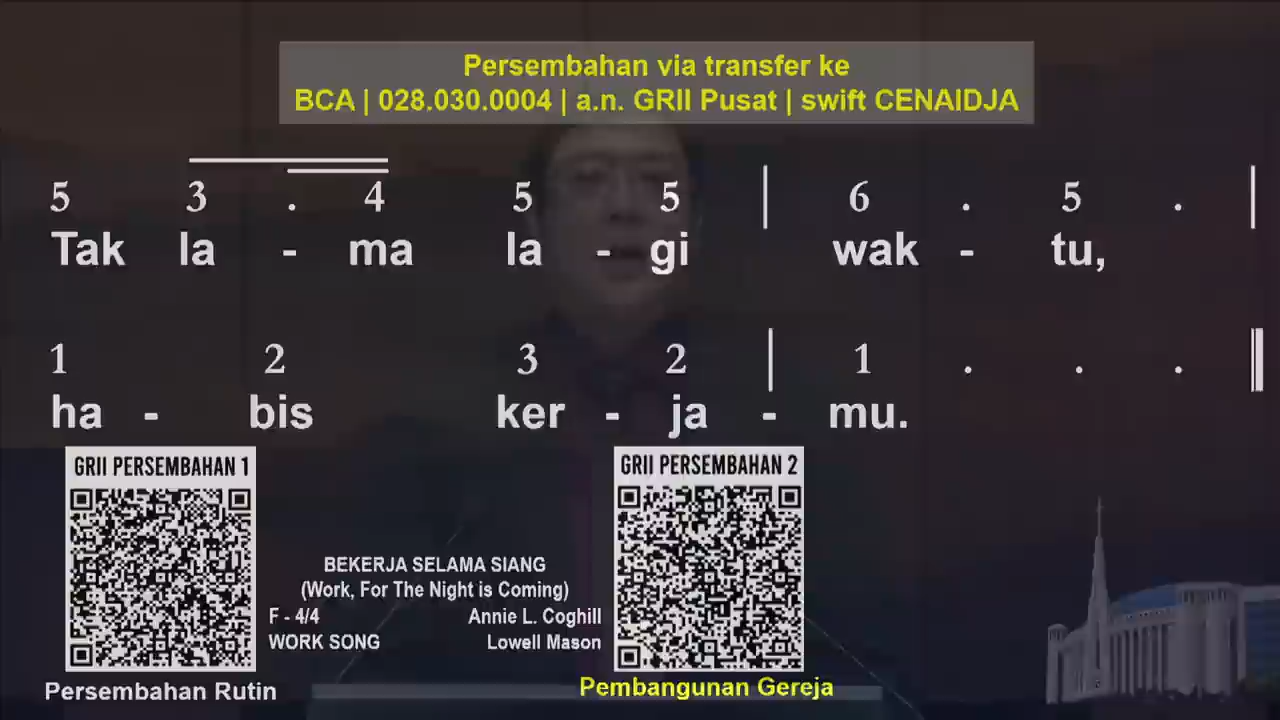 Persembahan via transfer ke
BCA | 028.030.0004 | a.n. GRII Pusat | swift CENAIDJA
5 3 . 4 5 5 | 6 . 5 . |
Tak la - ma la - gi wak - tu,
1 2 3 2 | 1 . . . ||
ha - bis ker - ja - mu.
GRII PERSEMBAHAN 1
GRII PERSEMBAHAN 2
BEKERJA SELAMA SIANG
(Work, For The Night is Coming)
F - 4/4 Annie L. Coghill
WORK SONG Lowell Mason
Persembahan Rutin
Pembangunan Gereja